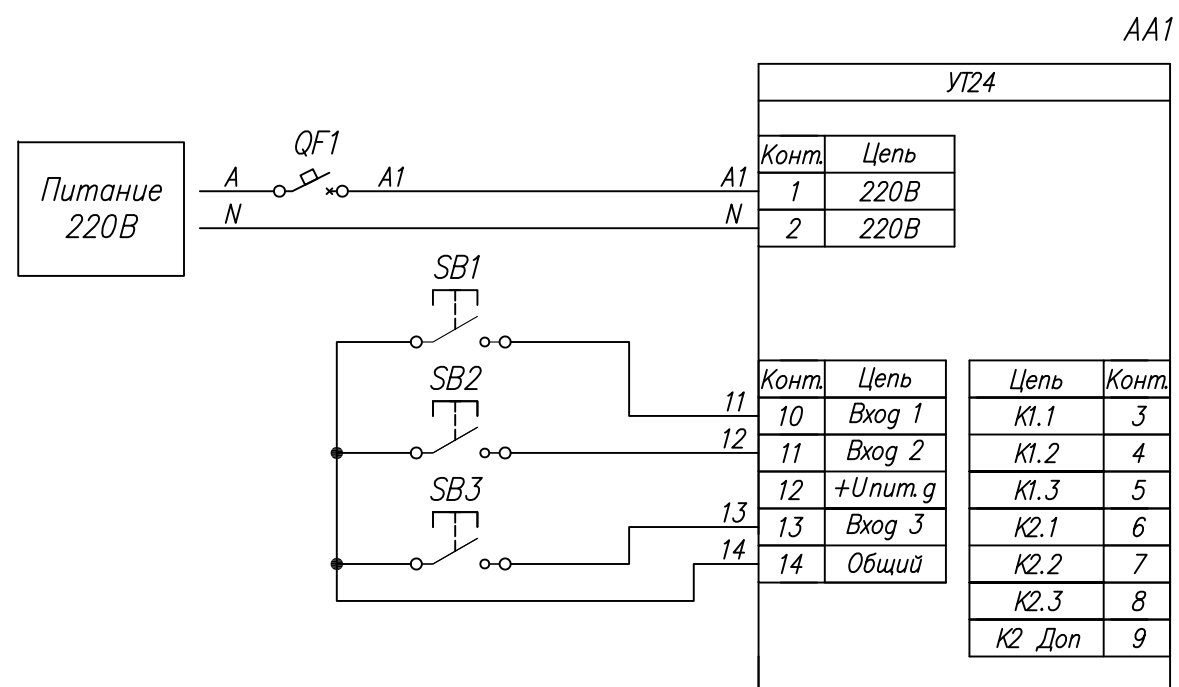 AA1
УТ24
Питание
220В
A
QF1
A1
A1
N
N
Конт. Цепь
1 220В
2 220В
SB1
SB2
SB3
11
12
13
14
Конт. Цепь
10 Вход 1
11 Вход 2
12 +Uпит.д
13 Вход 3
14 Общий
Цепь Конт.
K1.1 3
K1.2 4
K1.3 5
K2.1 6
K2.2 7
K2.3 8
K2 Доп 9